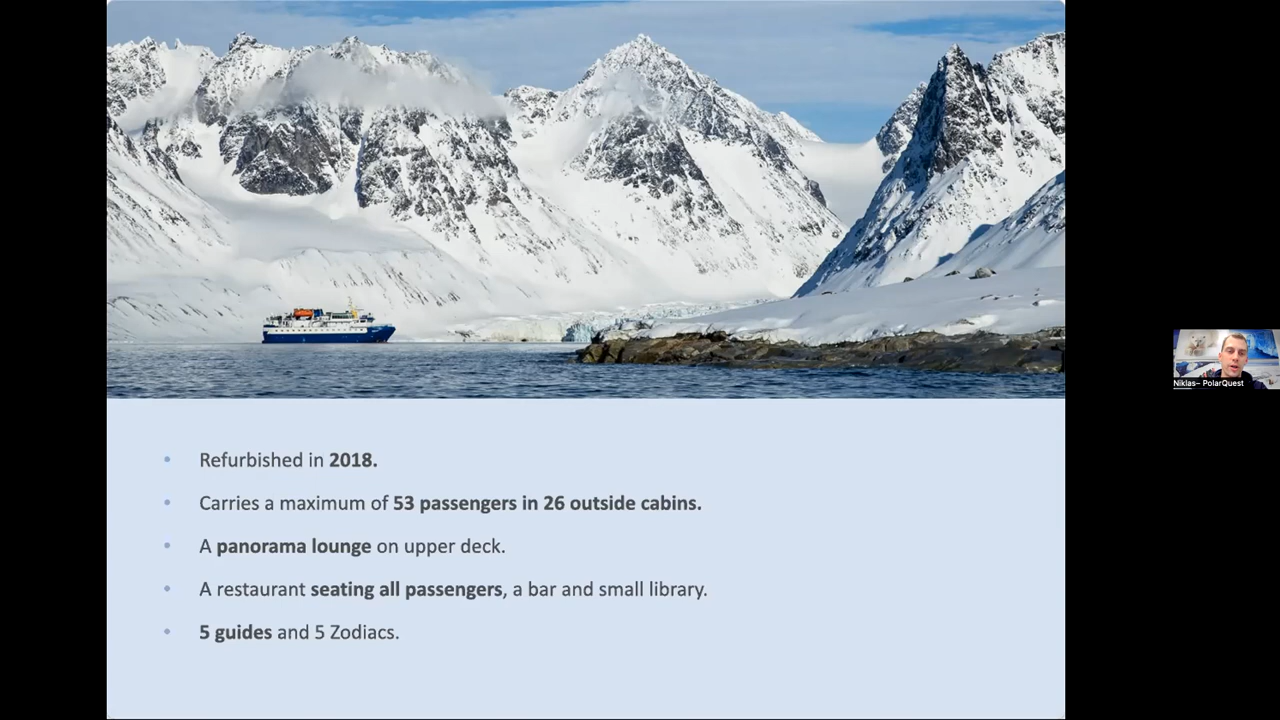 Refurbished in 2018.
Carries a maximum of 53 passengers in 26 outside cabins.
A panorama lounge on upper deck.
A restaurant seating all passengers, a bar and small library.
5 guides and 5 Zodiacs.
Niklas– PolarQuest